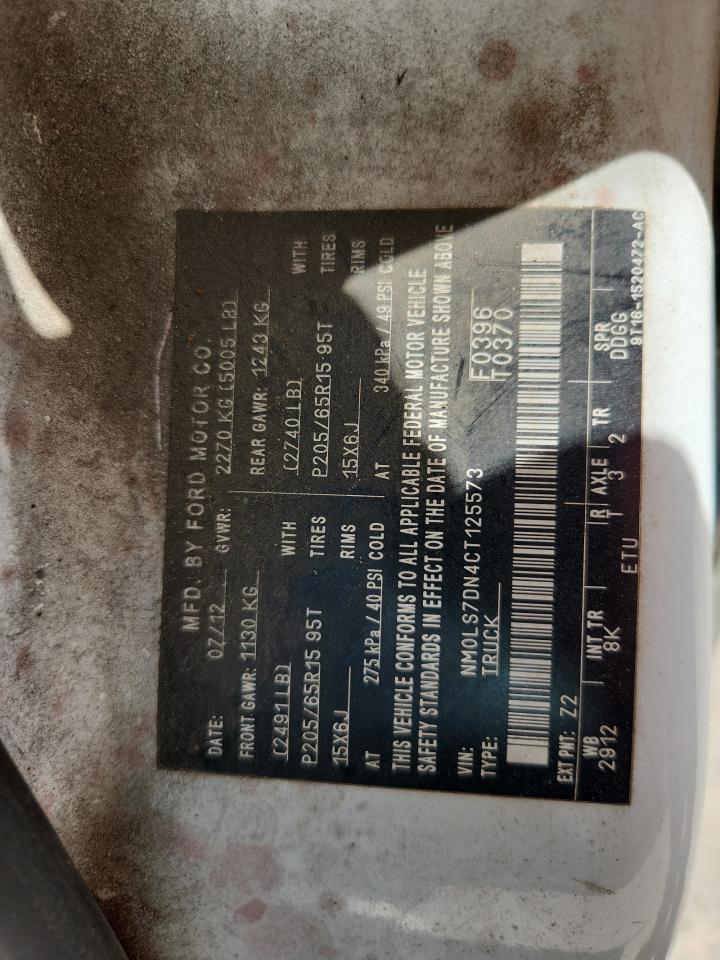 MFD. BY FORD MOTOR CO.
DATE: 02/12 GVWR: 2270 KG (5005 LB)
FRONT GAWR: 1130 KG REAR GAWR: 1243 KG
(2491 LB) WITH (2740 LB) WITH
P205/65R15 95T TIRES P205/65R15 95T TIRES
15X6J RIMS 15X6J RIMS
AT 275 kPa / 40 PSI COLD AT 340 kPa / 49 PSI COLD
THIS VEHICLE CONFORMS TO ALL APPLICABLE FEDERAL MOTOR VEHICLE
SAFETY STANDARDS IN EFFECT ON THE DATE OF MANUFACTURE SHOWN ABOVE
VIN: NM0LS7DN4CT125573 F0396
TYPE: TRUCK T0370
EXT PNT: Z2
WB INT TR R AXLE TR SPR
2912 8K 3 2 DDGG
ETU 9T16-1520472-AC